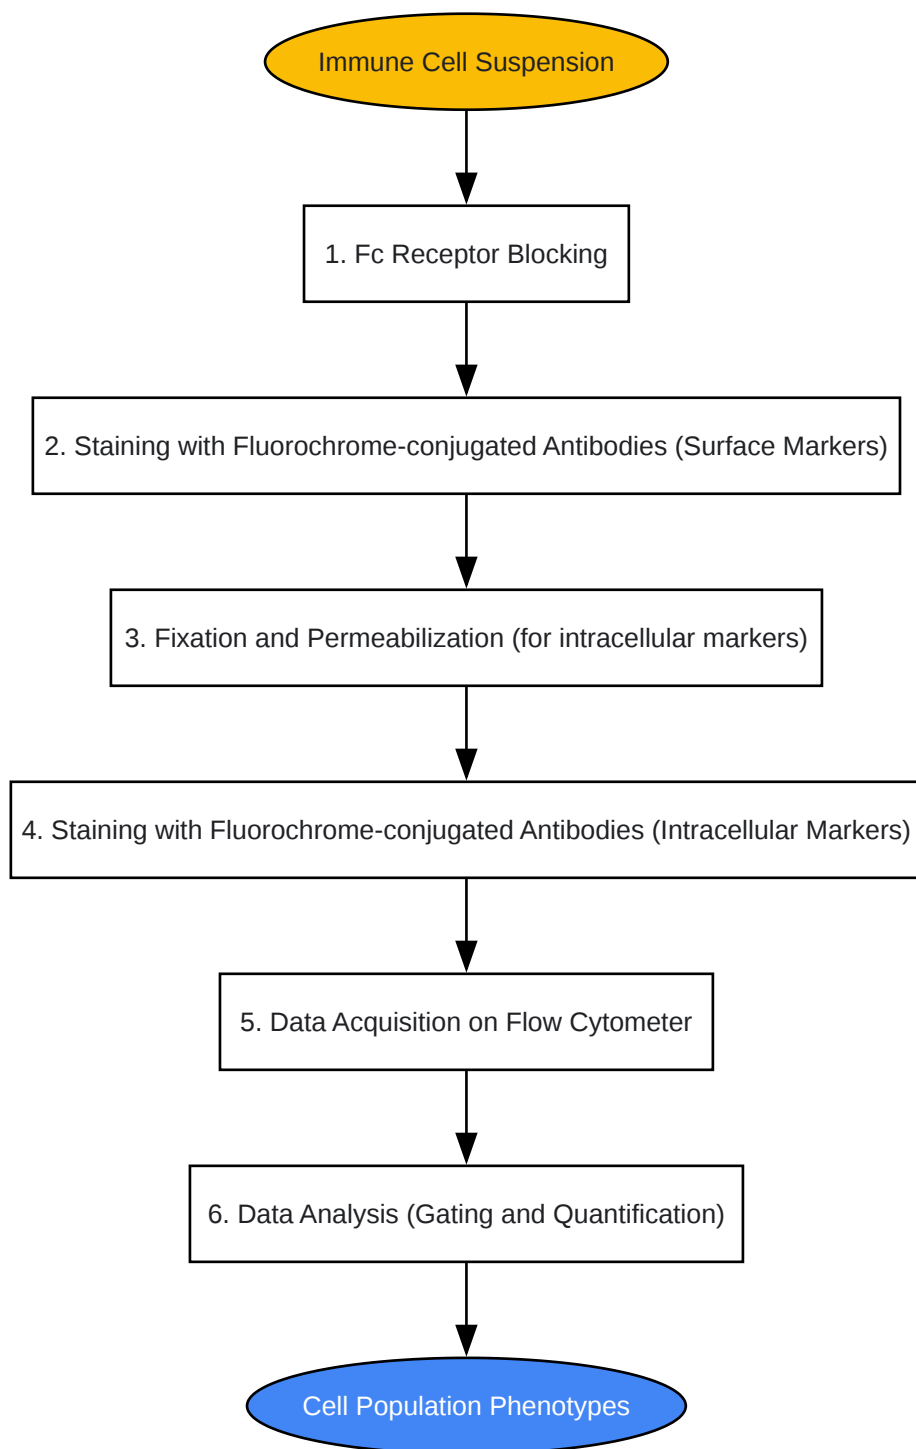 Immune Cell Suspension
1. Fc Receptor Blocking
2. Staining with Fluorochrome-conjugated Antibodies (Surface Markers)
3. Fixation and Permeabilization (for intracellular markers)
4. Staining with Fluorochrome-conjugated Antibodies (Intracellular Markers)
5. Data Acquisition on Flow Cytometer
6. Data Analysis (Gating and Quantification)
Cell Population Phenotypes